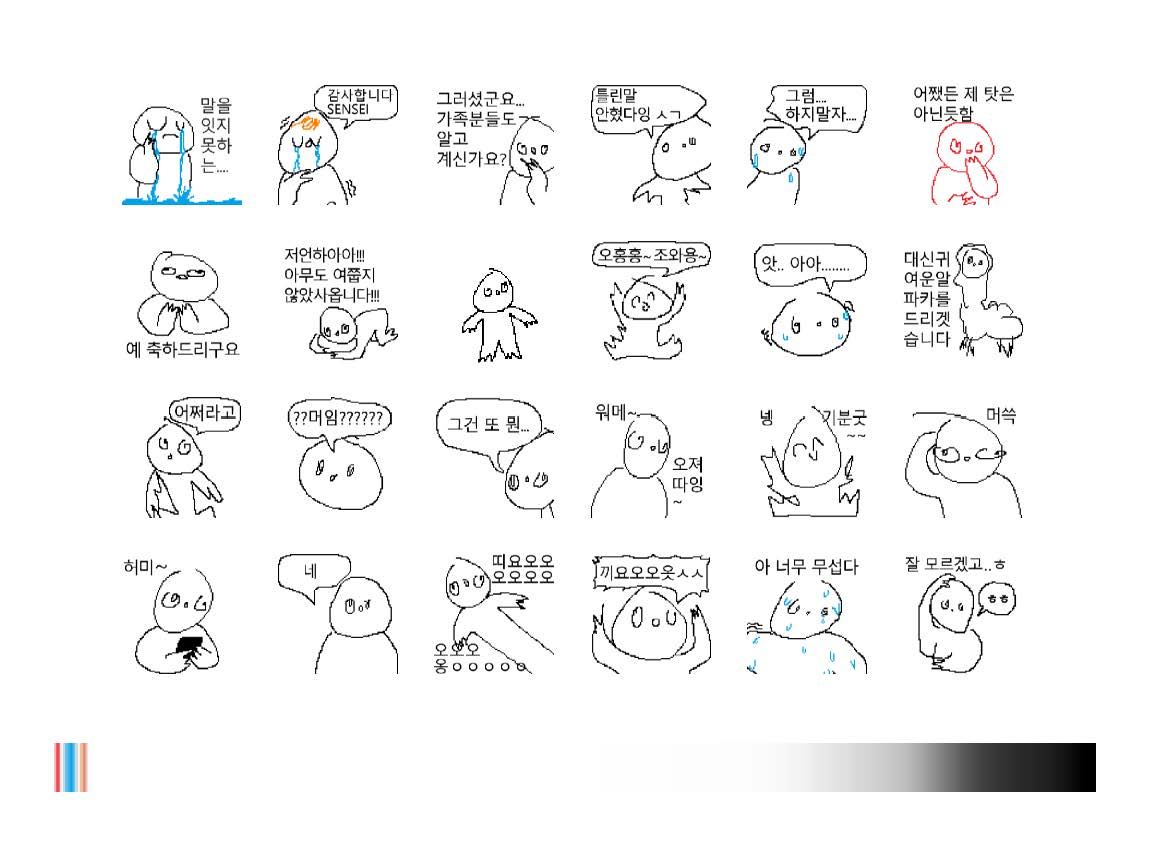 말을
잇지
못하
는....
감사합니다
SENSEI
그러셨군요...
가족분들도
알고
계신가요?
틀린말
안혔다잉 ㅅㄱ
그럼....
하지말자....
어쨌든 제 탓은
아닌듯함
예 축하드리구요
저언하아아!!!
아무도 여쭙지
않았사옵니다!!!
오홍홍~조와용~
앗.. 아아........
대신귀
여운알
파카를
드리겟
습니다
어쩌라고
??머임??????
그건 또 뭔...
워메~
오져
따잉
~
넹
기분굿
~~
머쓱
허미~
네
띠요오오
오오오오
오오오
옹ㅇㅇㅇㅇㅇ
끼요오오옷ㅅㅅ
아 너무 무섭다
잘 모르겠고..ㅎ
ㅎㅎ